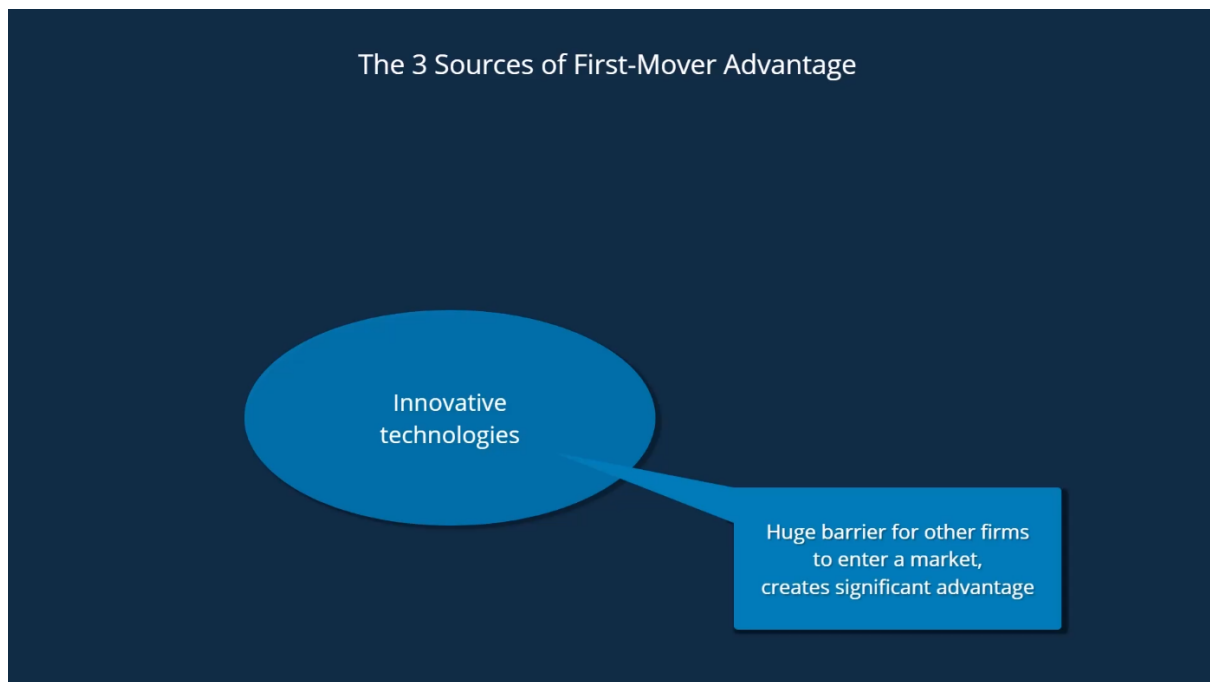 The 3 Sources of First-Mover Advantage
Innovative
technologies
Huge barrier for other firms
to enter a market,
creates significant advantage